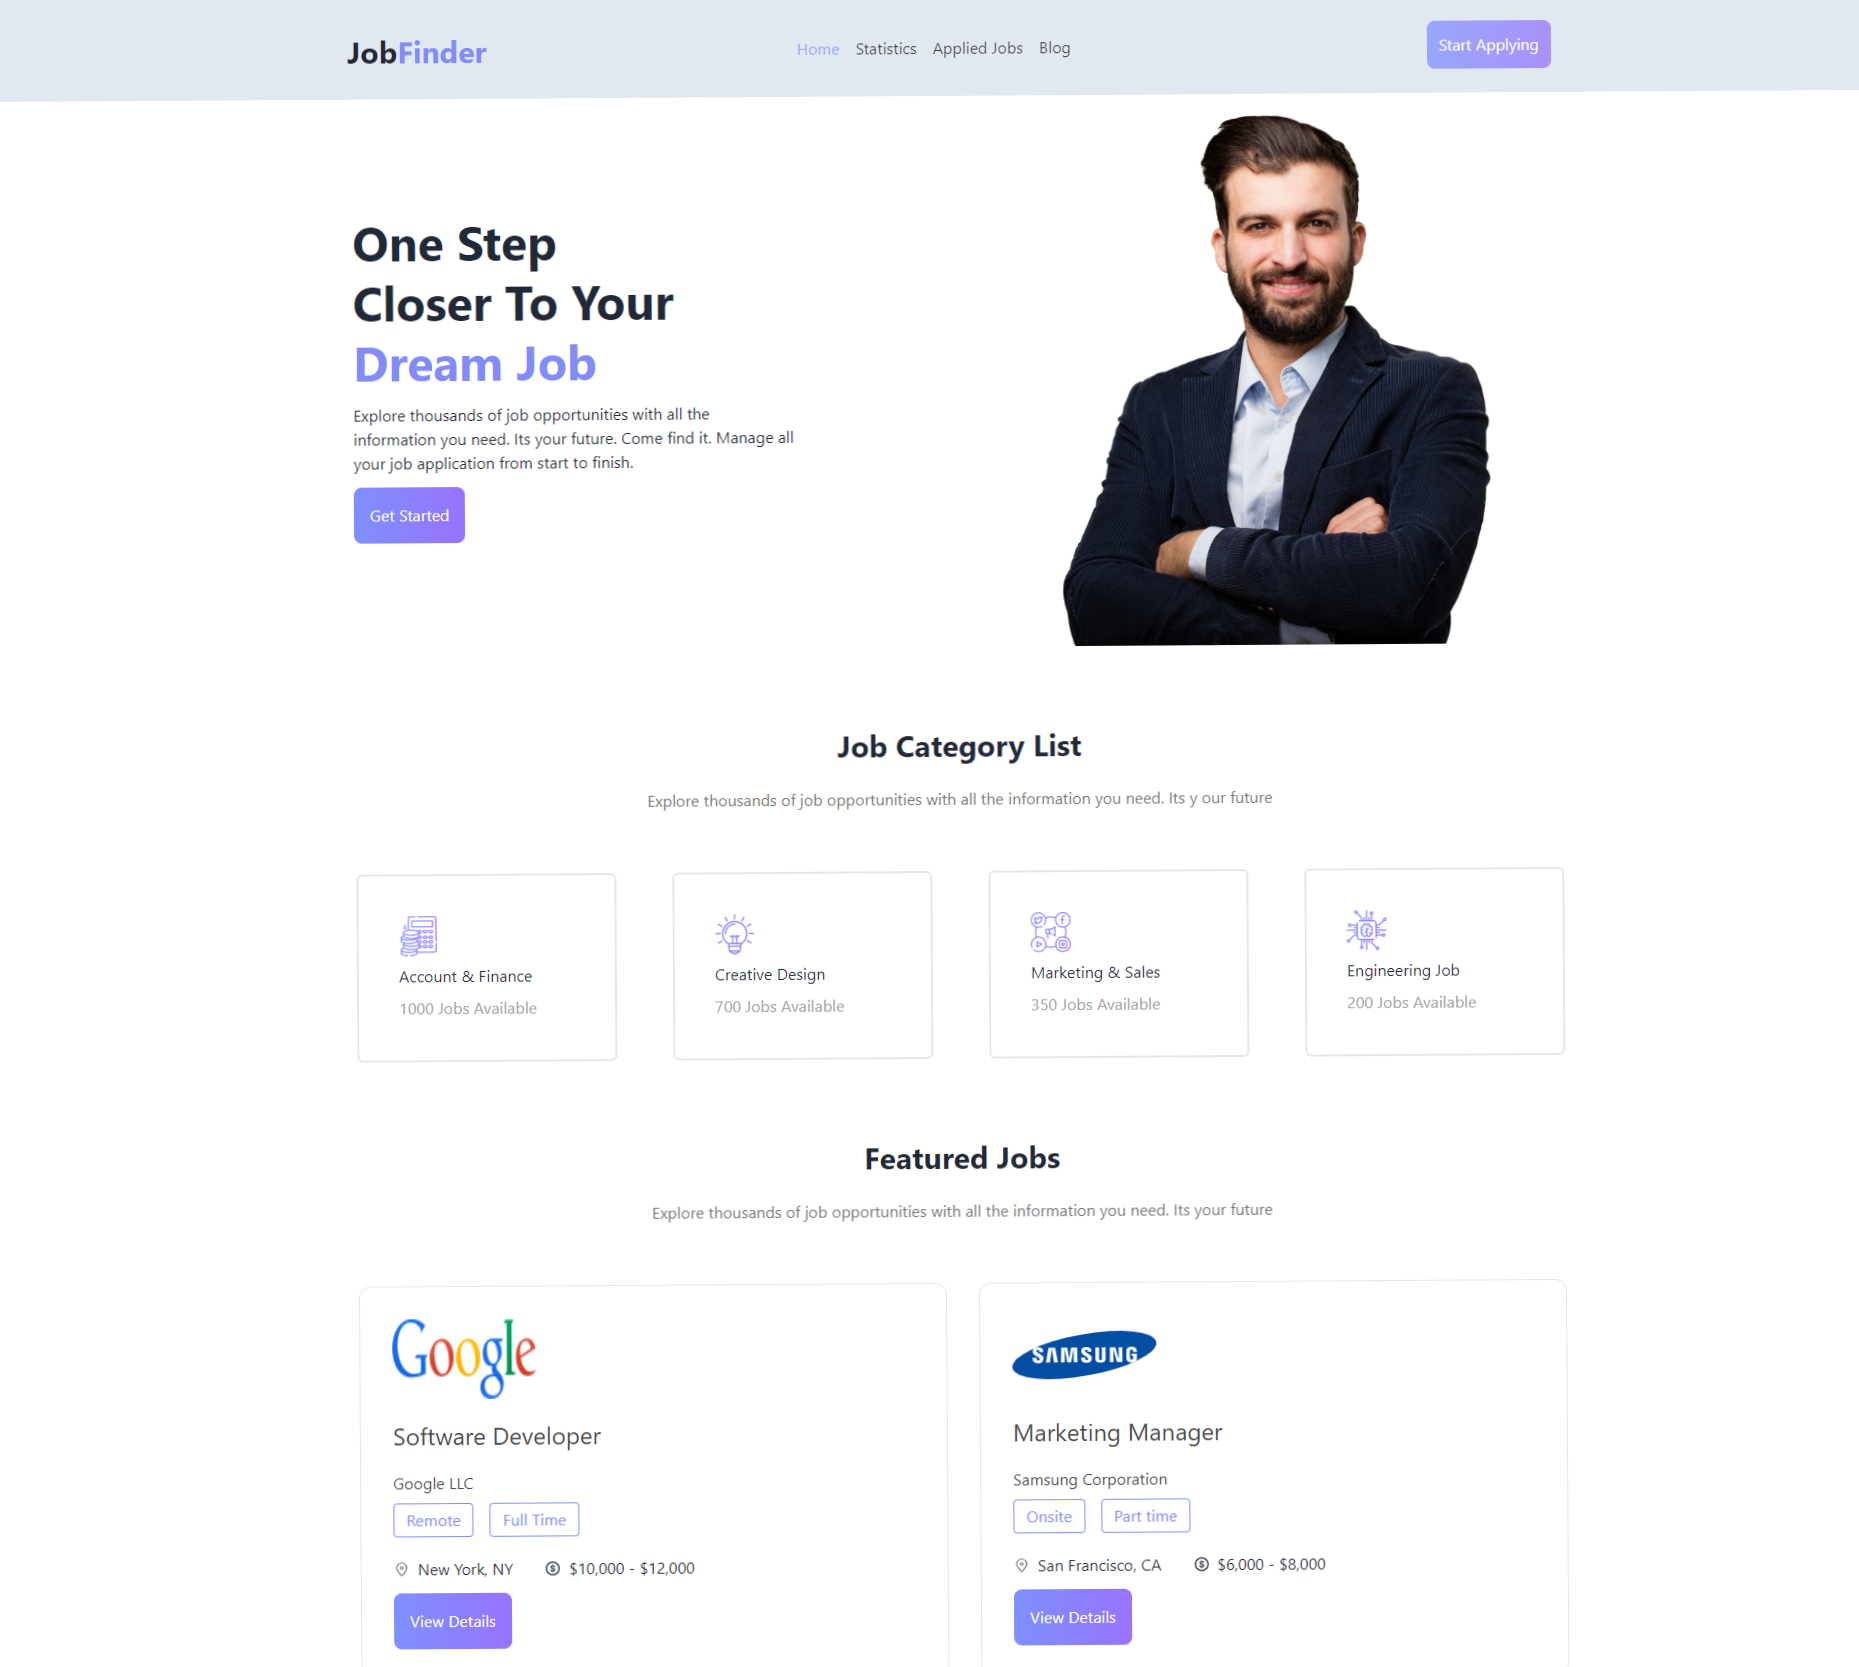 JobFinder
Home Statistics Applied Jobs Blog
Start Applying
One Step
Closer To Your
Dream Job
Explore thousands of job opportunities with all the
information you need. Its your future. Come find it. Manage all
your job application from start to finish.
Get Started
Job Category List
Explore thousands of job opportunities with all the information you need. Its y our future
Account & Finance
1000 Jobs Available
Creative Design
700 Jobs Available
Marketing & Sales
350 Jobs Available
Engineering Job
200 Jobs Available
Featured Jobs
Explore thousands of job opportunities with all the information you need. Its your future
Google
Software Developer
Google LLC
Remote Full Time
New York, NY $10,000 - $12,000
View Details
SAMSUNG
Marketing Manager
Samsung Corporation
Onsite Part time
San Francisco, CA $6,000 - $8,000
View Details